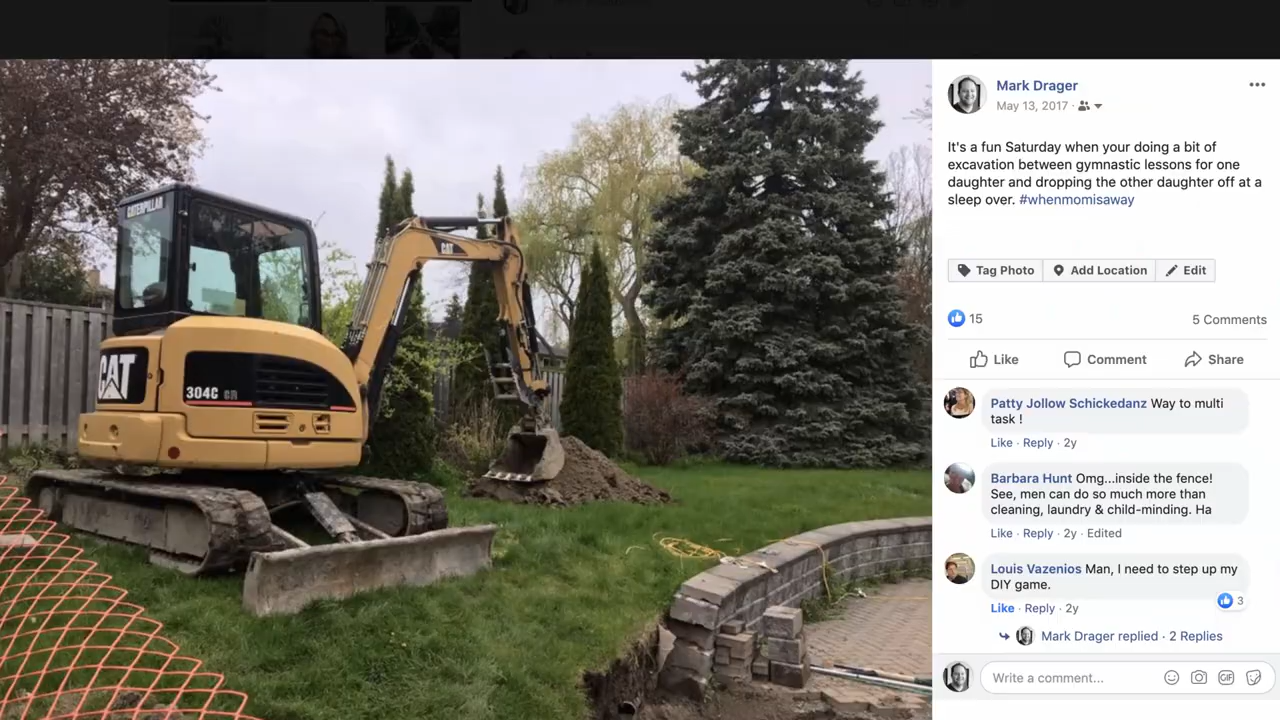 CATERPILLAR
CAT
CAT
304C CR
Mark Drager
May 13, 2017 ·
It's a fun Saturday when your doing a bit of
excavation between gymnastic lessons for one
daughter and dropping the other daughter off at a
sleep over. #whenmomisaway
Tag Photo Add Location Edit
15 5 Comments
Like Comment Share
Patty Jollow Schickedanz Way to multi
task !
Like · Reply · 2y
Barbara Hunt Omg...inside the fence!
See, men can do so much more than
cleaning, laundry & child-minding. Ha
Like · Reply · 2y · Edited
Louis Vazenios Man, I need to step up my
DIY game.
3
Like · Reply · 2y
Mark Drager replied · 2 Replies
Write a comment... GIF